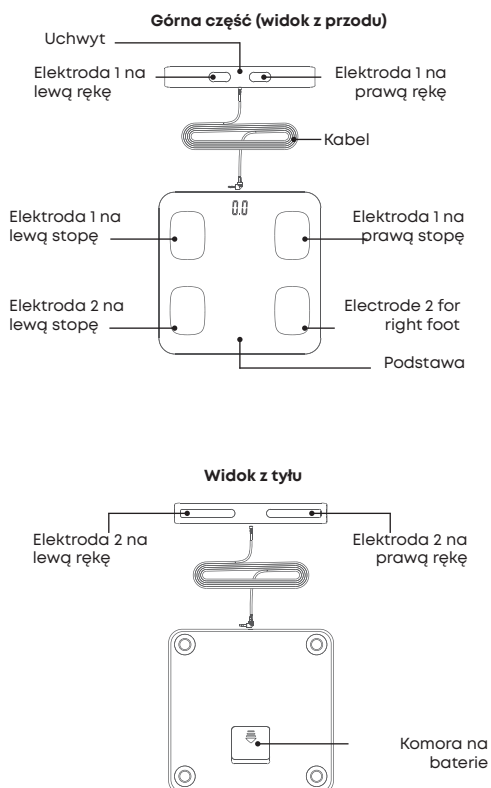 Górna część (widok z przodu)
Uchwyt
Elektroda 1 na
lewą rękę
Elektroda 1 na
prawą rękę
Kabel
0.0
Elektroda 1 na
lewą stopę
Elektroda 1 na
prawą stopę
Elektroda 2 na
lewą stopę
Electrode 2 for
right foot
Podstawa
Widok z tyłu
Elektroda 2 na
lewą rękę
Elektroda 2 na
prawą rękę
Komora na
baterie